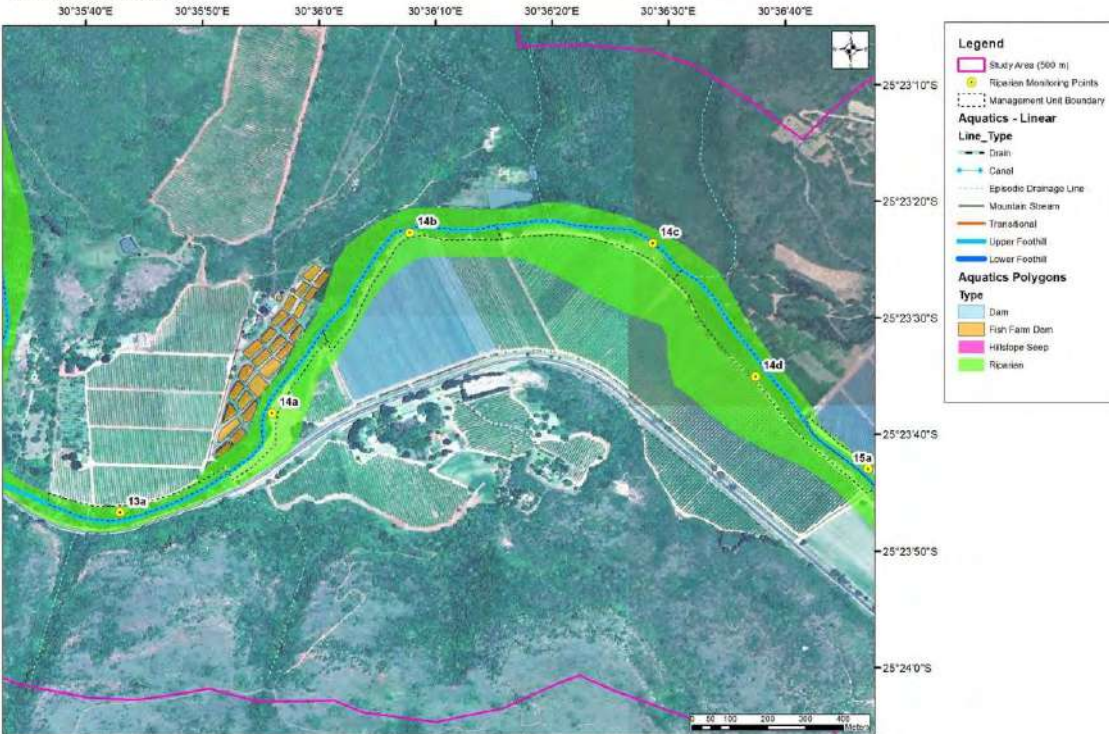 30°35'40"E 30°35'50"E 30°36'0"E 30°36'10"E 30°36'20"E 30°36'30"E 30°36'40"E
25°23'10"S
25°23'20"S
25°23'30"S
25°23'40"S
25°23'50"S
25°24'0"S
14b
14c
14d
14a
15a
13a
0 50 100 200 300 400
Meters
Legend
Study Area (500 m)
Riparian Monitoring Points
Management Unit Boundary
Aquatics - Linear
Line_Type
Drain
Canal
Episodic Drainage Line
Mountain Stream
Transitional
Upper Foothill
Lower Foothill
Aquatics Polygons
Type
Dam
Fish Farm Dam
Hillslope Seep
Riparian